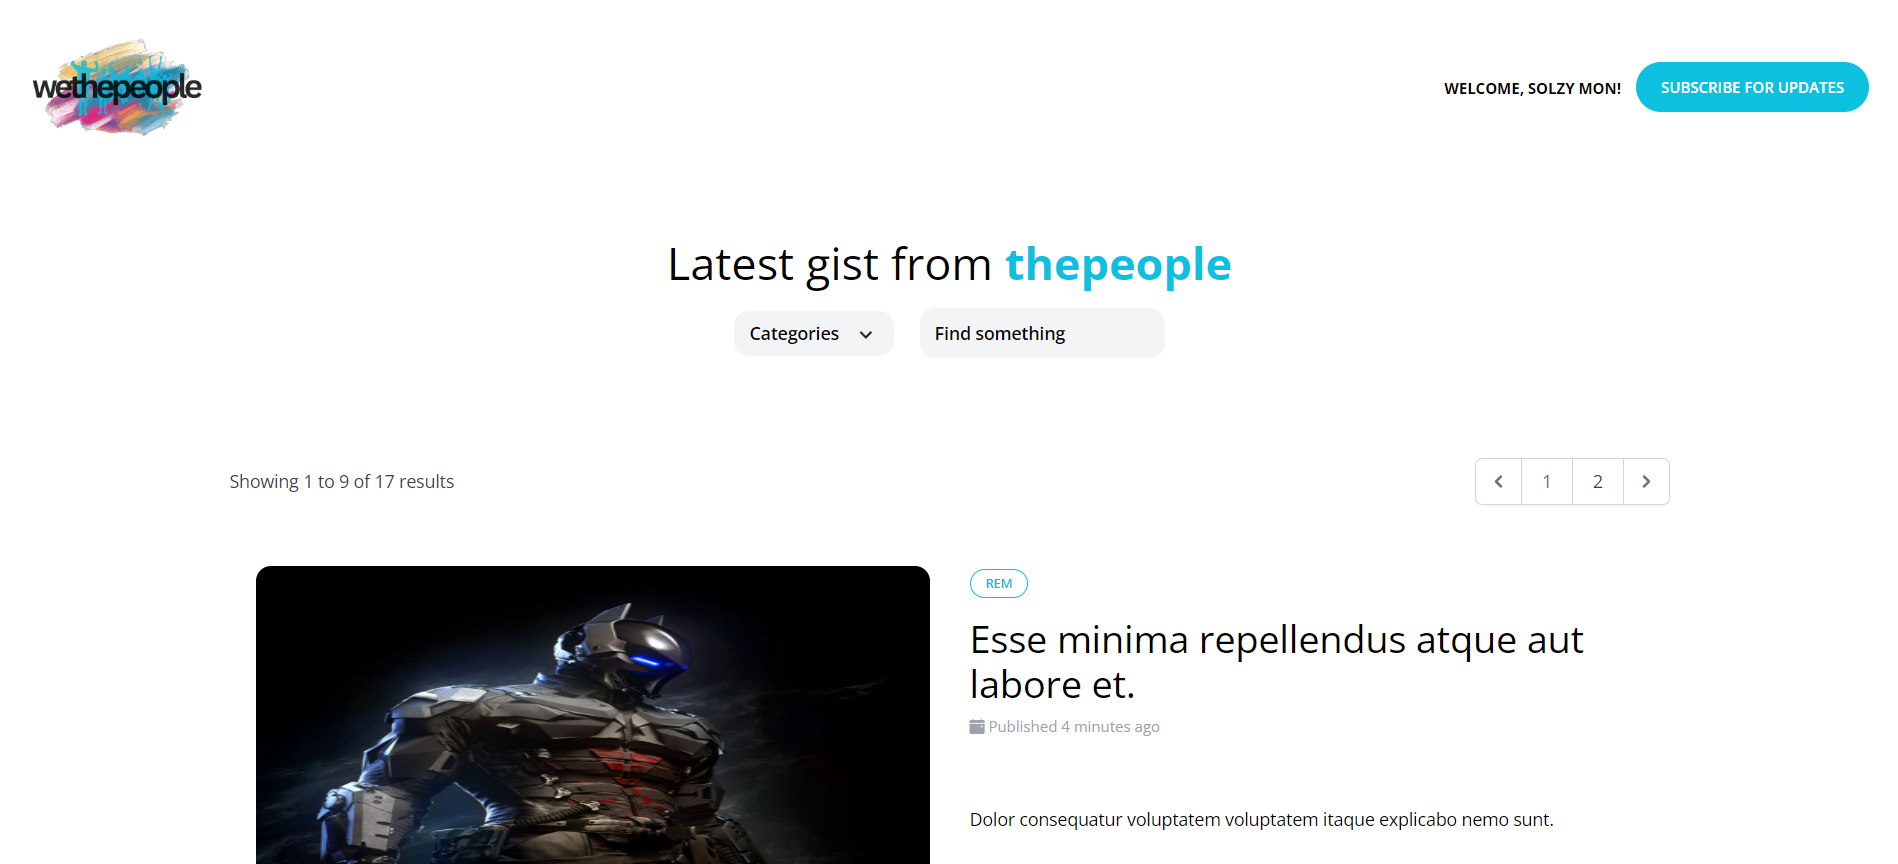 wethepeople
WELCOME, SOLZY MON!
SUBSCRIBE FOR UPDATES
Latest gist from thepeople
Categories
Find something
Showing 1 to 9 of 17 results
1
2
REM
Esse minima repellendus atque aut
labore et.
Published 4 minutes ago
Dolor consequatur voluptatem voluptatem itaque explicabo nemo sunt.